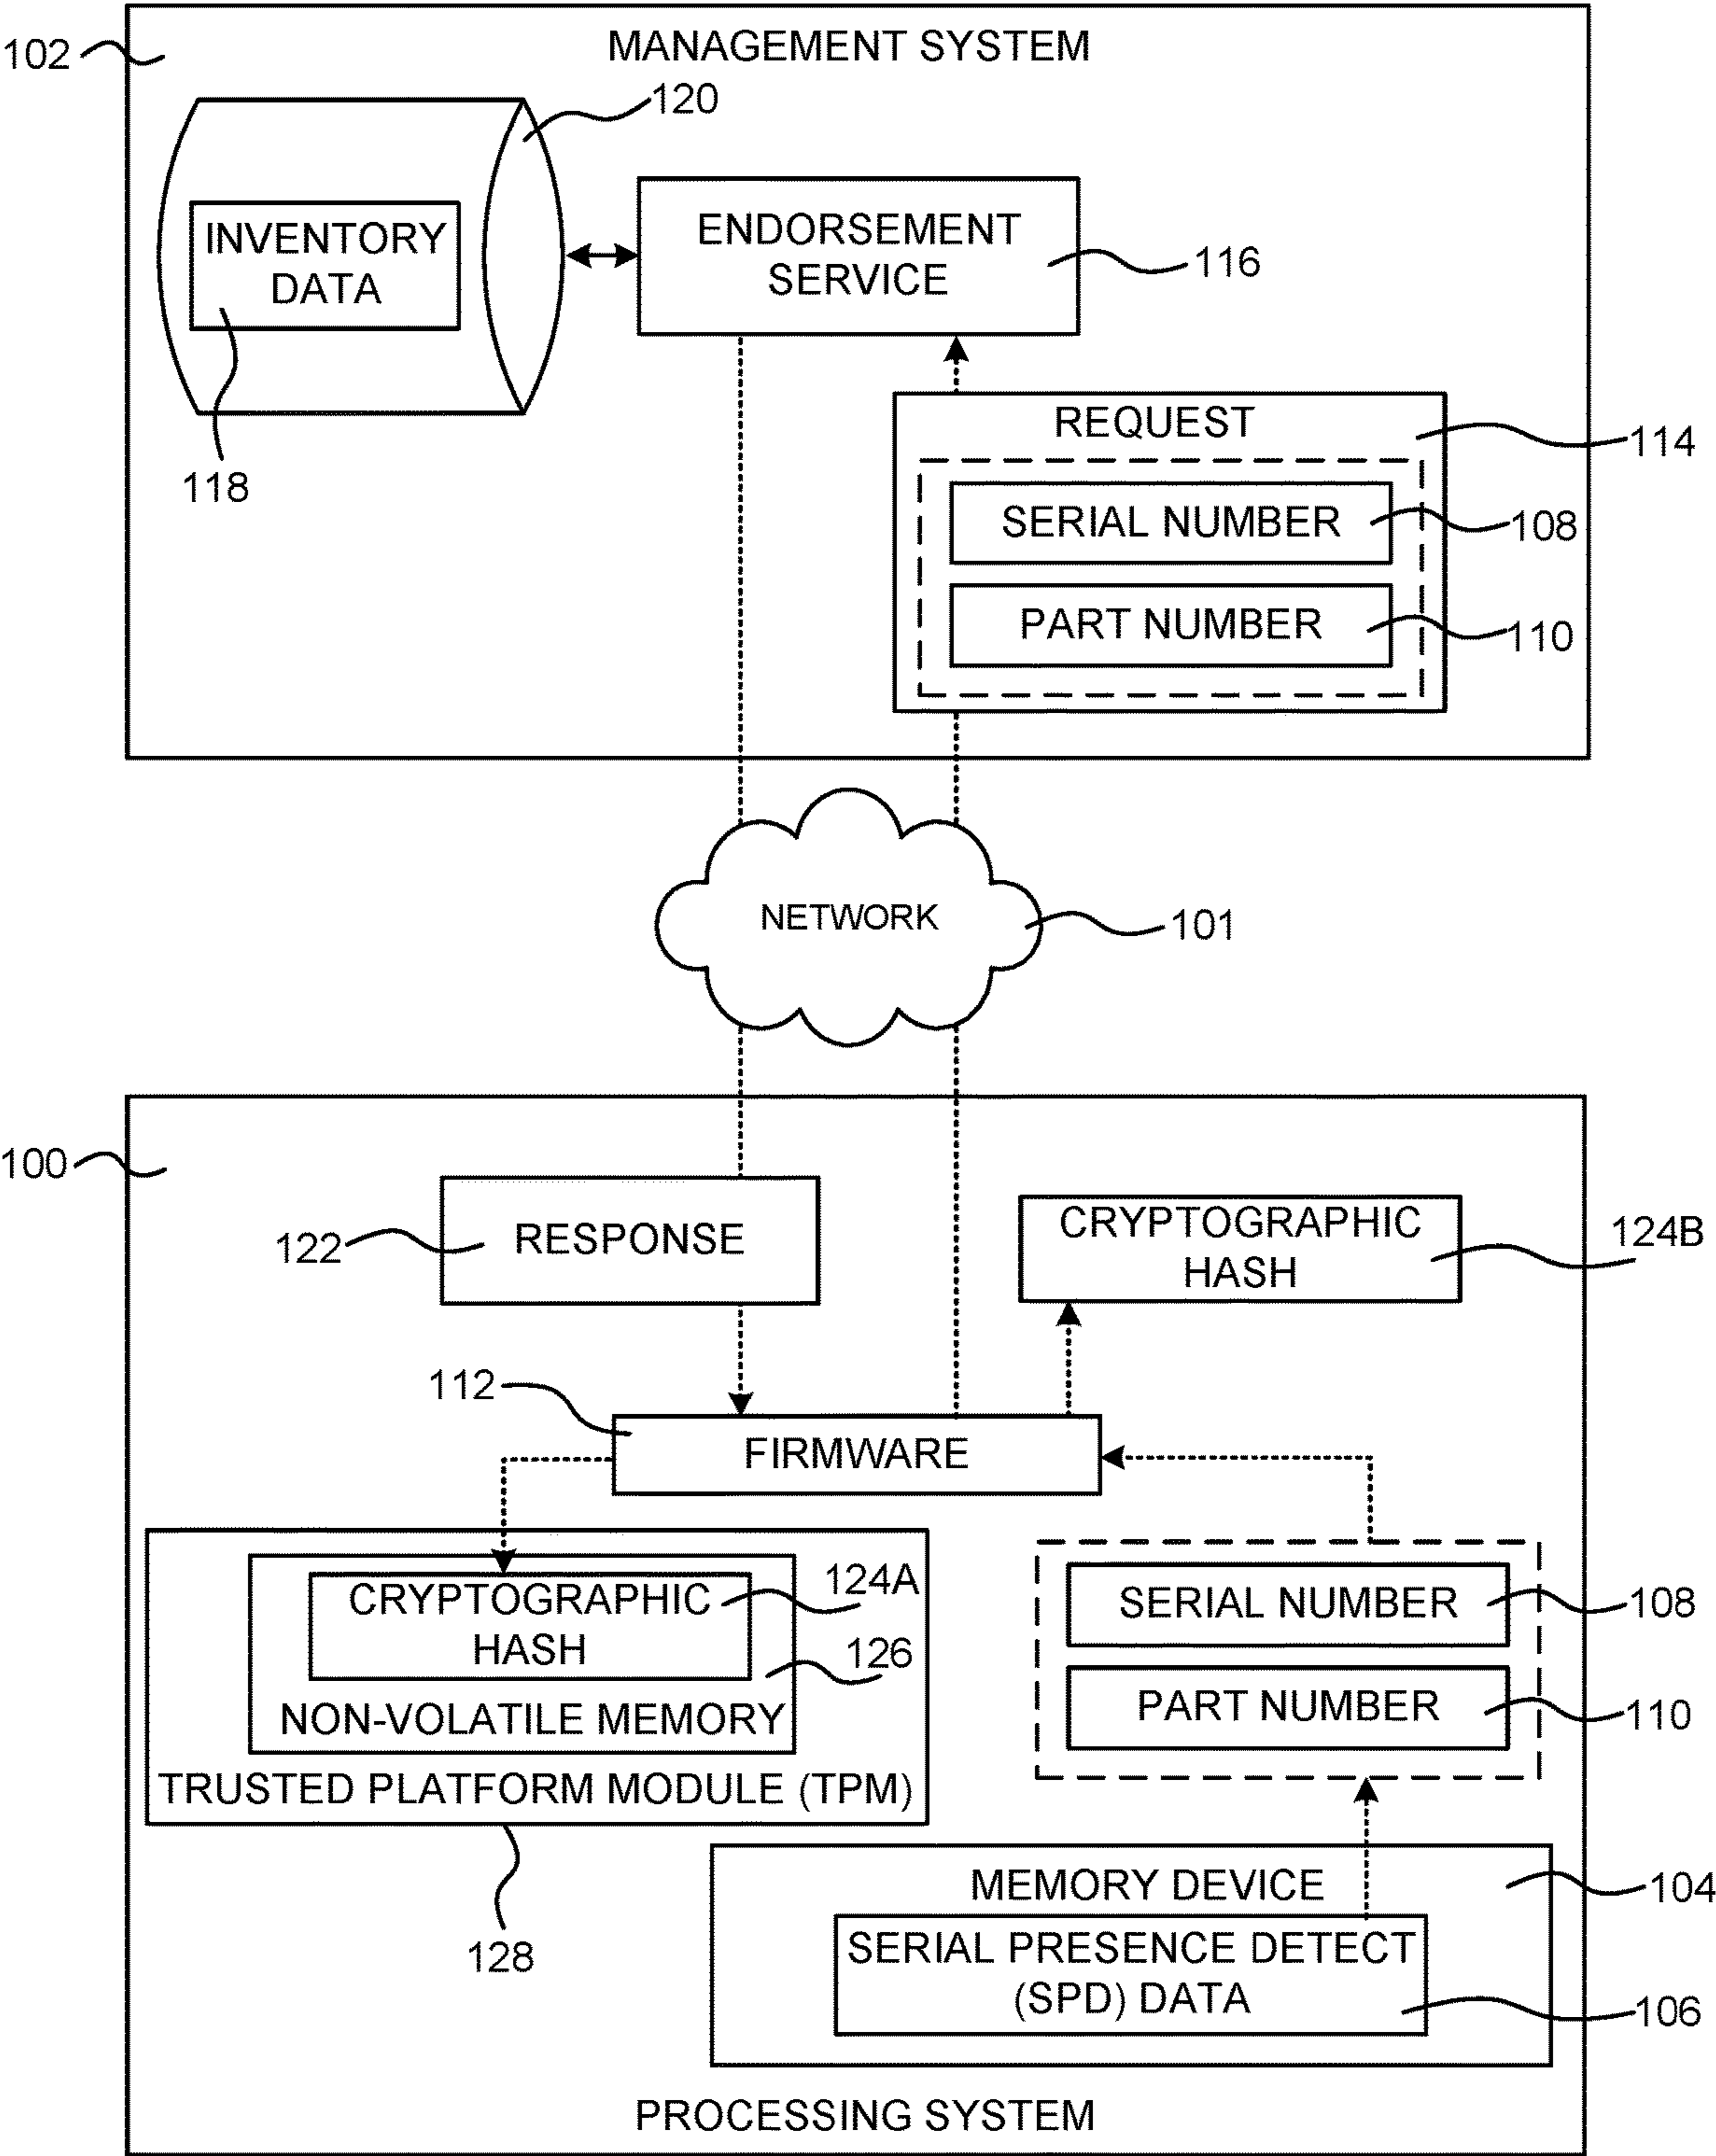 MANAGEMENT SYSTEM
102
120
INVENTORY
DATA
ENDORSEMENT
SERVICE
116
118
REQUEST
114
SERIAL NUMBER
108
PART NUMBER
110
NETWORK
101
100
RESPONSE
122
CRYPTOGRAPHIC
HASH
124B
112
FIRMWARE
CRYPTOGRAPHIC
HASH
124A
126
NON-VOLATILE MEMORY
TRUSTED PLATFORM MODULE (TPM)
128
SERIAL NUMBER
108
PART NUMBER
110
MEMORY DEVICE
104
SERIAL PRESENCE DETECT
(SPD) DATA
106
PROCESSING SYSTEM